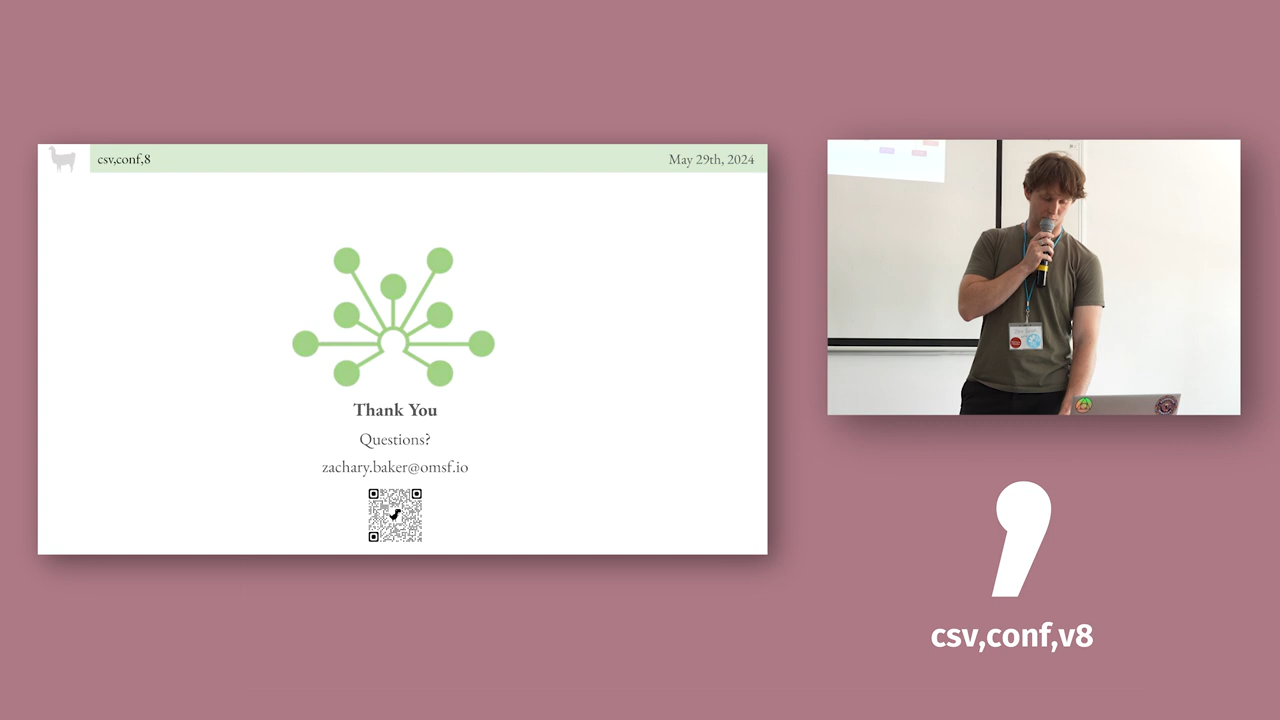 csv,conf,8
May 29th, 2024
Thank You
Questions?
zachary.baker@omsf.io
csv,conf,v8